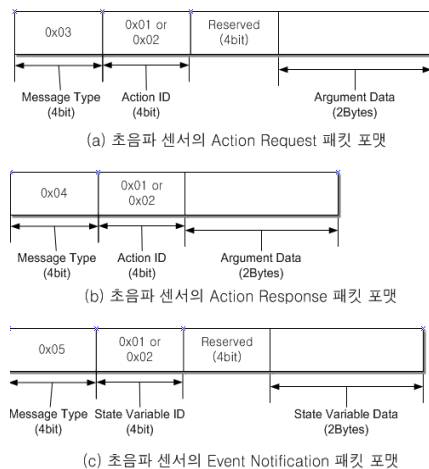 0x03
0x01 or
0x02
Reserved
(4bit)
Message Type
(4bit)
Action ID
(4bit)
Argument Data
(2Bytes)
(a) 초음파 센서의 Action Request 패킷 포맷
0x04
0x01 or
0x02
Message Type
(4bit)
Action ID
(4bit)
Argument Data
(2Bytes)
(b) 초음파 센서의 Action Response 패킷 포맷
0x05
0x01 or
0x02
Reserved
(4bit)
Message Type
(4bit)
State Variable ID
(4bit)
State Variable Data
(2Bytes)
(c) 초음파 센서의 Event Notification 패킷 포맷